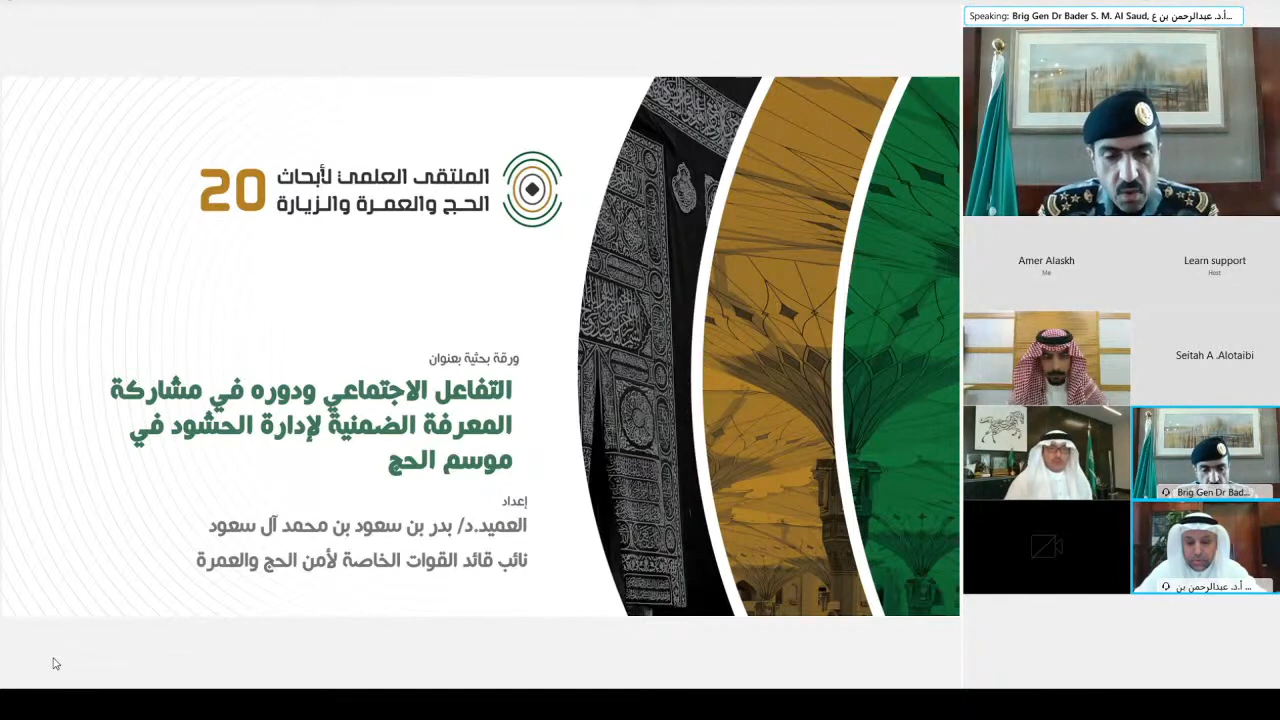 Speaking: Brig Gen Dr Bader S. M. Al Saud, أ.د. عبدالرحمن بن ع...
الملتقى العلمي لأبحاث
الحج والعمرة والزيارة
20
ورقة بحثية بعنوان
التفاعل الاجتماعي ودوره في مشاركة
المعرفة الضمنية لإدارة الحشود في
موسم الحج
إعداد
العميد.د/ بدر بن سعود بن محمد آل سعود
نائب قائد القوات الخاصة لأمن الحج والعمرة
Amer Alaskh
Me
Learn support
Host
Seitah A .Alotaibi
Brig Gen Dr Bad...
أ.د. عبدالرحمن بن ...